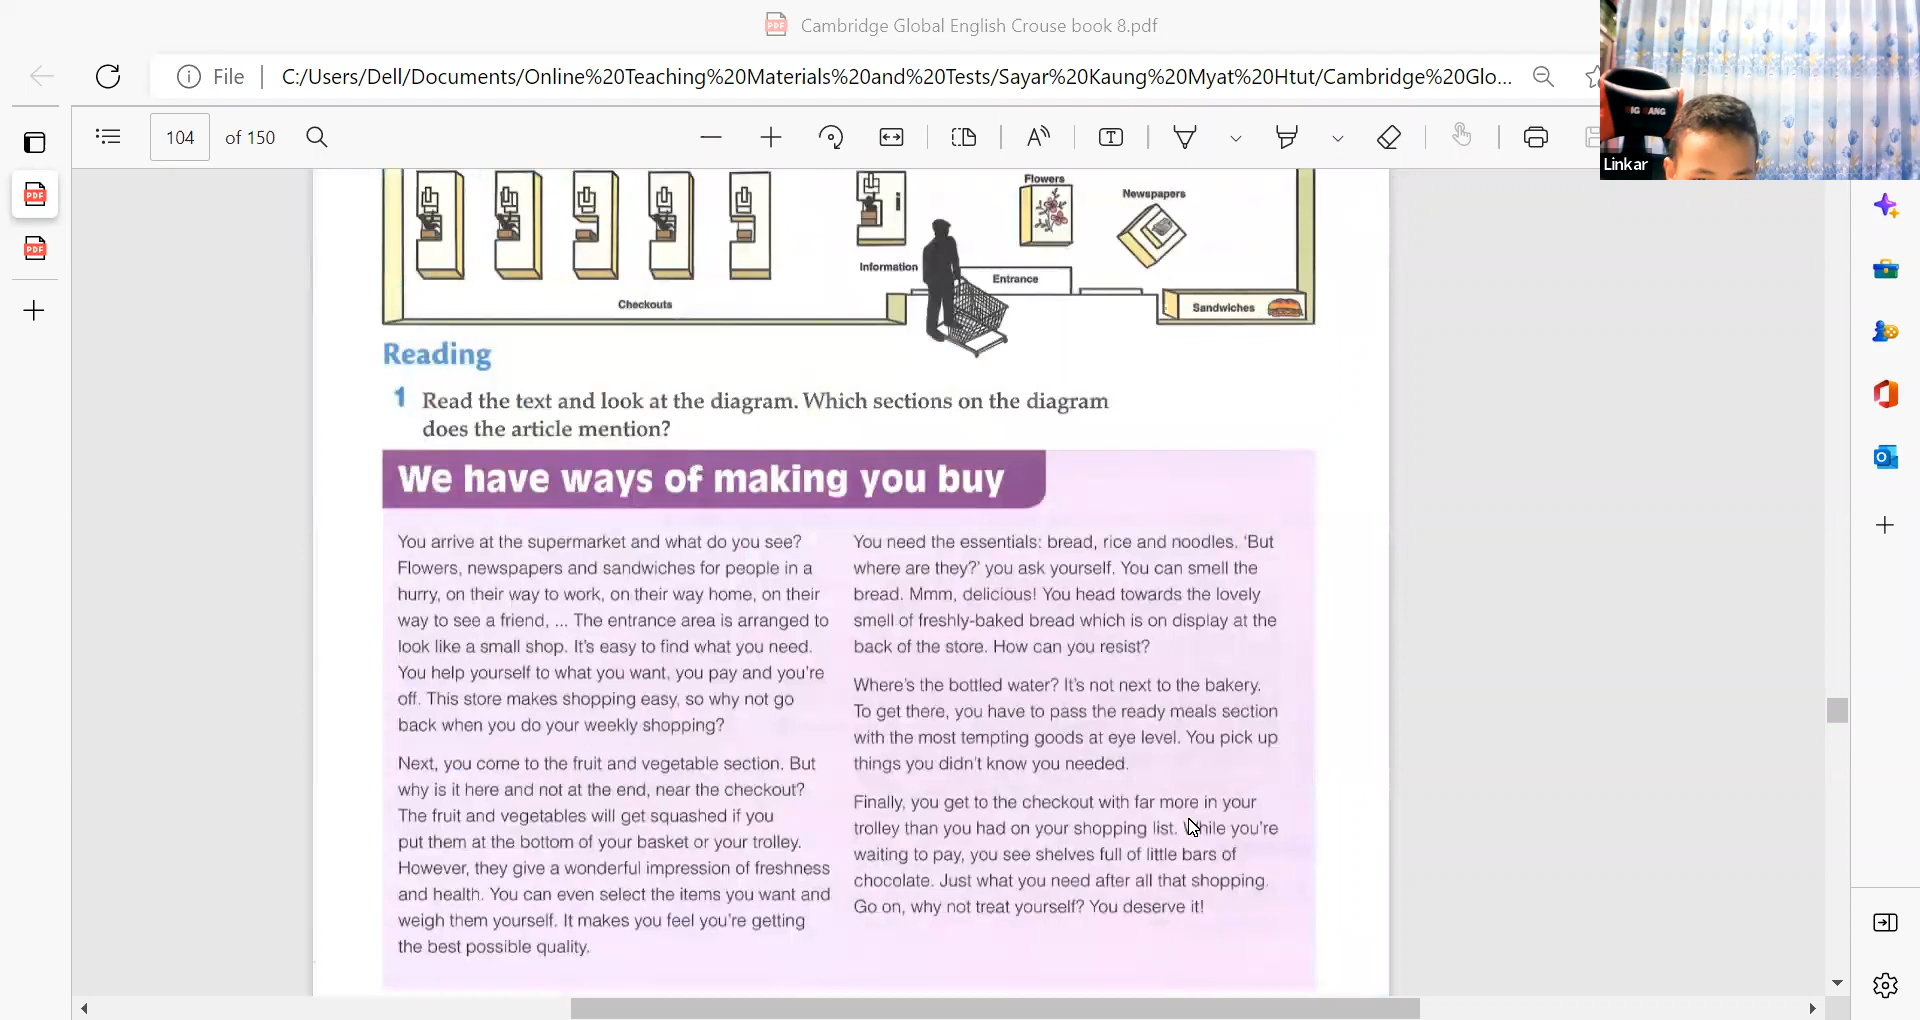 Cambridge Global English Crouse book 8.pdf
File
C:/Users/Dell/Documents/Online%20Teaching%20Materials%20and%20Tests/Sayar%20Kaung%20Myat%20Htut/Cambridge%20Glo...
104 of 150
Linkar
Flowers
Newspapers
Information
Entrance
Checkouts
Sandwiches
Reading
1 Read the text and look at the diagram. Which sections on the diagram
does the article mention?
We have ways of making you buy
You arrive at the supermarket and what do you see?
Flowers, newspapers and sandwiches for people in a
hurry, on their way to work, on their way home, on their
way to see a friend, ... The entrance area is arranged to
look like a small shop. It's easy to find what you need.
You help yourself to what you want, you pay and you're
off. This store makes shopping easy, so why not go
back when you do your weekly shopping?
Next, you come to the fruit and vegetable section. But
why is it here and not at the end, near the checkout?
The fruit and vegetables will get squashed if you
put them at the bottom of your basket or your trolley.
However, they give a wonderful impression of freshness
and health. You can even select the items you want and
weigh them yourself. It makes you feel you're getting
the best possible quality.
You need the essentials: bread, rice and noodles. 'But
where are they?' you ask yourself. You can smell the
bread. Mmm, delicious! You head towards the lovely
smell of freshly-baked bread which is on display at the
back of the store. How can you resist?
Where's the bottled water? It's not next to the bakery.
To get there, you have to pass the ready meals section
with the most tempting goods at eye level. You pick up
things you didn't know you needed.
Finally, you get to the checkout with far more in your
trolley than you had on your shopping list. While you're
waiting to pay, you see shelves full of little bars of
chocolate. Just what you need after all that shopping.
Go on, why not treat yourself? You deserve it!